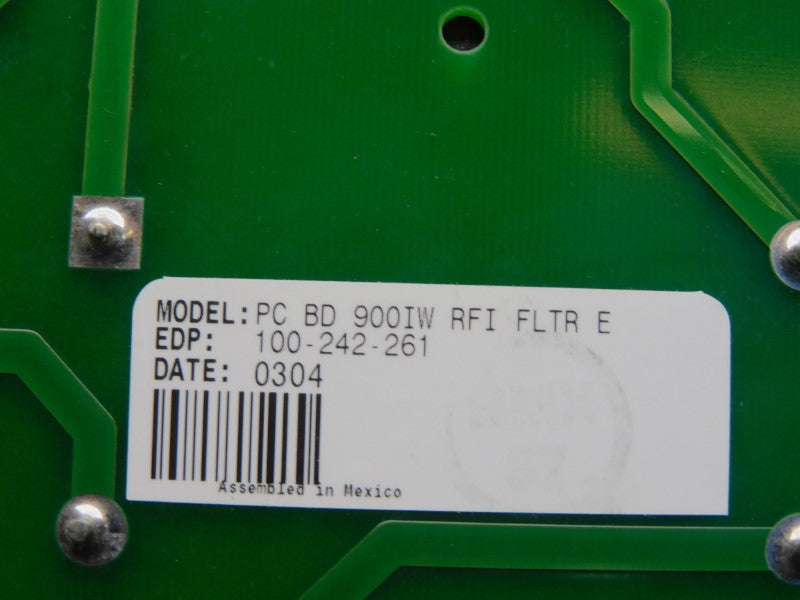 MODEL: PC BD 900IW RFI FLTR E
EDP: 100-242-261
DATE: 0304
Assembled in Mexico